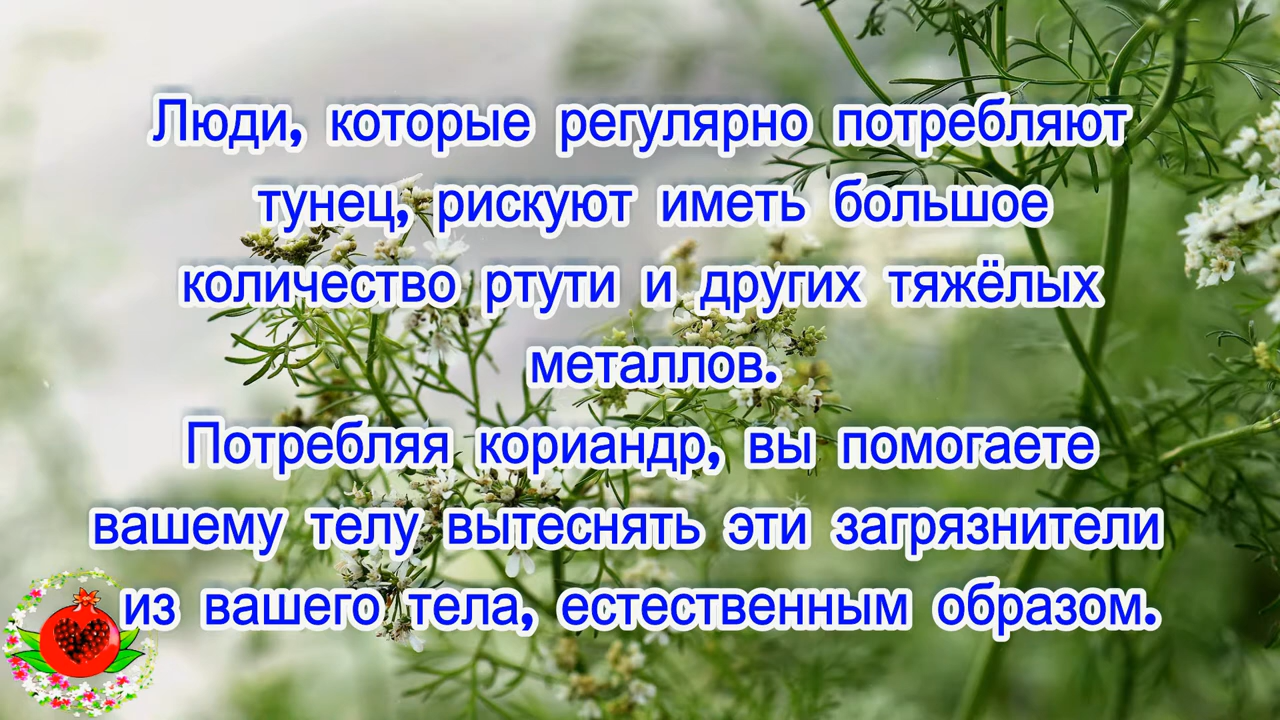 Люди, которые регулярно потребляют
тунец, рискуют иметь большое
количество ртути и других тяжёлых
металлов.
Потребляя кориандр, вы помогаете
вашему телу вытеснять эти загрязнители
из вашего тела, естественным образом.